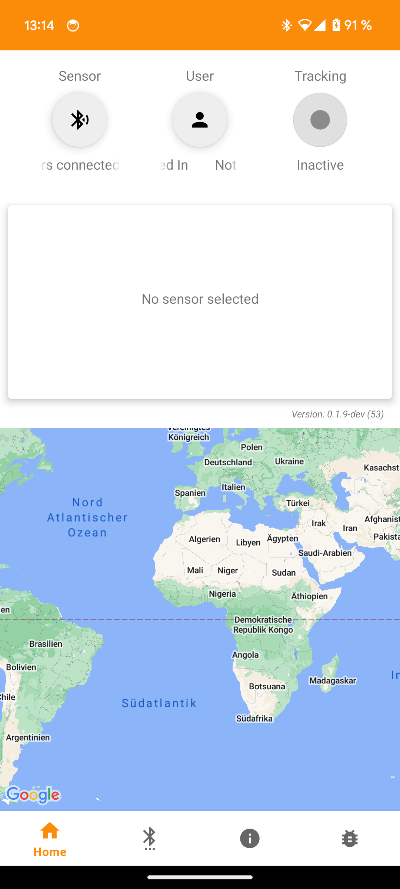 13:14
91 %
Sensor
User
Tracking
rs connected
ed In Not
Inactive
No sensor selected
Version: 0.1.9-dev (53)
Vereinigtes
Königreich
Polen
Deutschland
Ukraine
Kasachst
Italien
Spanien
Türkei
Nord
Atlantischer
Ozean
Afghanist
Irak
Iran
Algerien
Libyen
Ägypten
Pakista
Saudi-Arabien
Mali
Niger
Sudan
Nigeria
Äthiopien
en
Demokratische
Republik Kongo
Brasilien
Angola
Bolivien
Madagaskar
In
Botsuana
Chile
Südatlantik
Südafrika
Argentinien
Google
Home